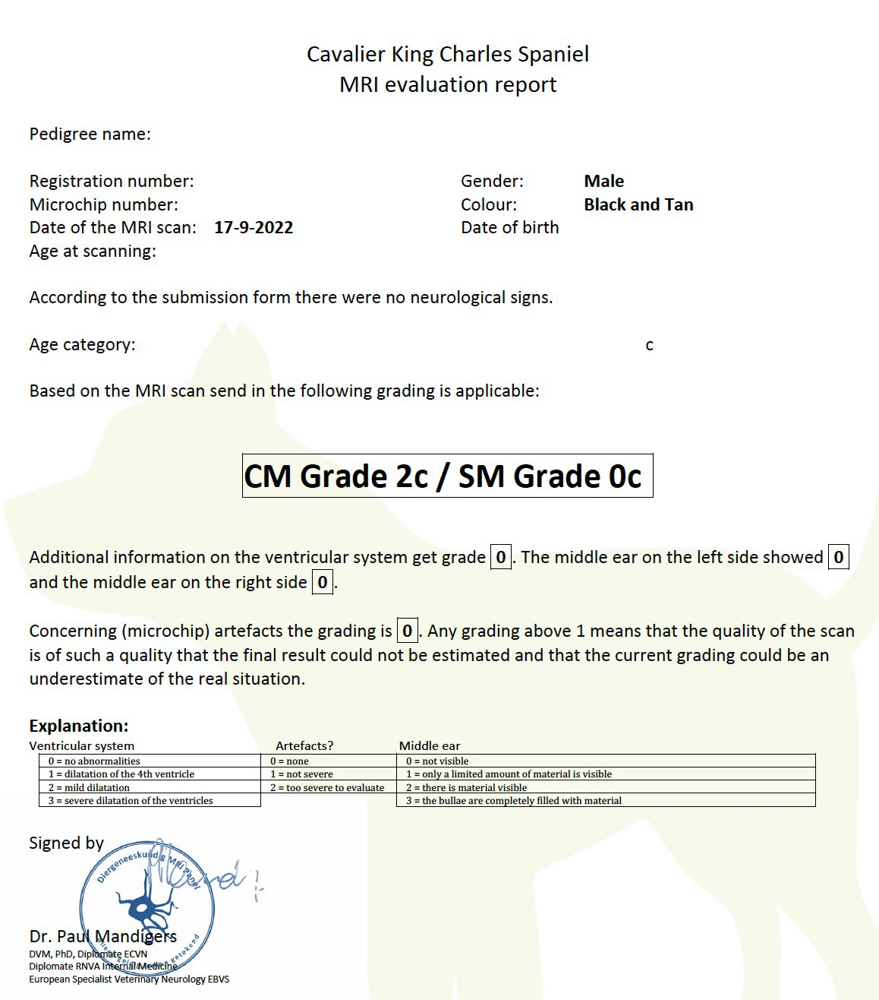 Cavalier King Charles Spaniel
MRI evaluation report
Pedigree name:
Registration number: Gender: Male
Microchip number: Colour: Black and Tan
Date of the MRI scan: 17-9-2022 Date of birth
Age at scanning:
According to the submission form there were no neurological signs.
Age category: c
Based on the MRI scan send in the following grading is applicable:
CM Grade 2c / SM Grade 0c
Additional information on the ventricular system get grade 0. The middle ear on the left side showed 0
and the middle ear on the right side 0.
Concerning (microchip) artefacts the grading is 0. Any grading above 1 means that the quality of the scan
is of such a quality that the final result could not be estimated and that the current grading could be an
underestimate of the real situation.
Explanation:
Ventricular system Artefacts? Middle ear
0 = no abnormalities 0 = none 0 = not visible
1 = dilatation of the 4th ventricle 1 = not severe 1 = only a limited amount of material is visible
2 = mild dilatation 2 = too severe to evaluate 2 = there is material visible
3 = severe dilatation of the ventricles 3 = the bullae are completely filled with material
Signed by
Diergeneeskundig MRI Panel
getekend
Dr. Paul Mandigers
DVM, PhD, Diplomate ECVN
Diplomate RNVA Internal Medicine
European Specialist Veterinary Neurology EBVS